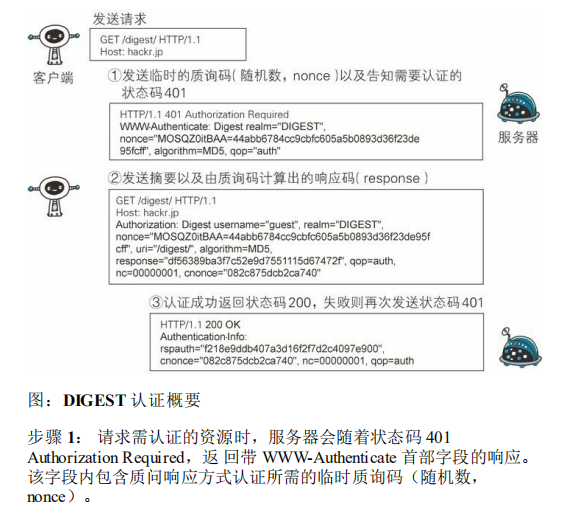 发送请求
GET /digest/ HTTP/1.1
Host: hackr.jp
客户端
①发送临时的质询码(随机数，nonce)以及告知需要认证的
状态码401
HTTP/1.1 401 Authorization Required
WWW-Authenticate: Digest realm="DIGEST",
nonce="MOSQZ0itBAA=44abb6784cc9cbfc605a5b0893d36f23de
95fcff", algorithm=MD5, qop="auth"
服务器
②发送摘要以及由质询码计算出的响应码(response)
GET /digest/ HTTP/1.1
Host: hackr.jp
Authorization: Digest username="guest", realm="DIGEST",
nonce="MOSQZ0itBAA=44abb6784cc9cbfc605a5b0893d36f23de95f
cff", uri="/digest/", algorithm=MD5,
response="df56389ba3f7c52e9d7551115d67472f", qop=auth,
nc=00000001, cnonce="082c875dcb2ca740"
③认证成功返回状态码200，失败则再次发送状态码401
HTTP/1.1 200 OK
Authentication-Info:
rspauth="f218e9ddb407a3d16f2f7d2c4097e900",
cnonce="082c875dcb2ca740", nc=00000001, qop=auth
图：DIGEST 认证概要
步骤 1： 请求需认证的资源时，服务器会随着状态码 401
Authorization Required，返 回带 WWW-Authenticate 首部字段的响应。
该字段内包含质问响应方式认证所需的临时质询码（随机数，
nonce）。